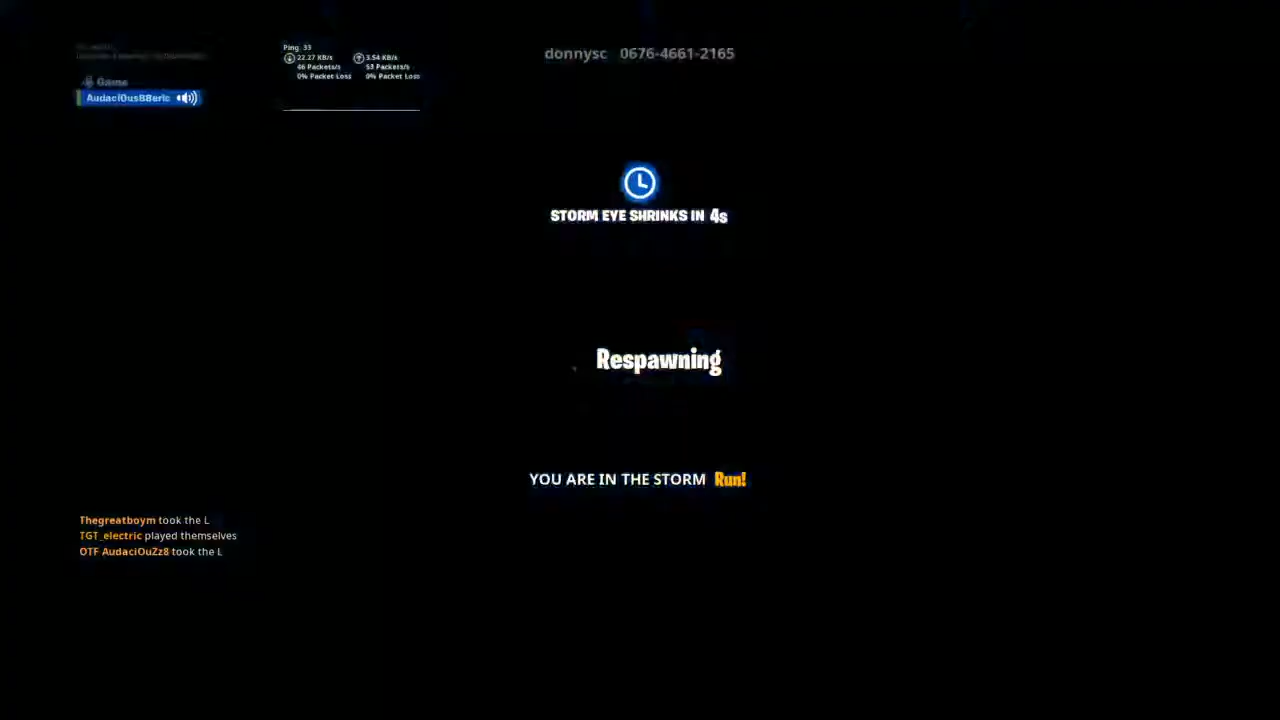 Ping: 33
22.27 KB/s 3.54 KB/s
46 Packets/s 53 Packets/s
0% Packet Loss 0% Packet Loss
donnysc 0676-4661-2165
Game
STORM EYE SHRINKS IN 4s
Respawning
YOU ARE IN THE STORM Run!
Thegreatboym took the L
TGT_electric played themselves
OTF AudaciOuZz8 took the L